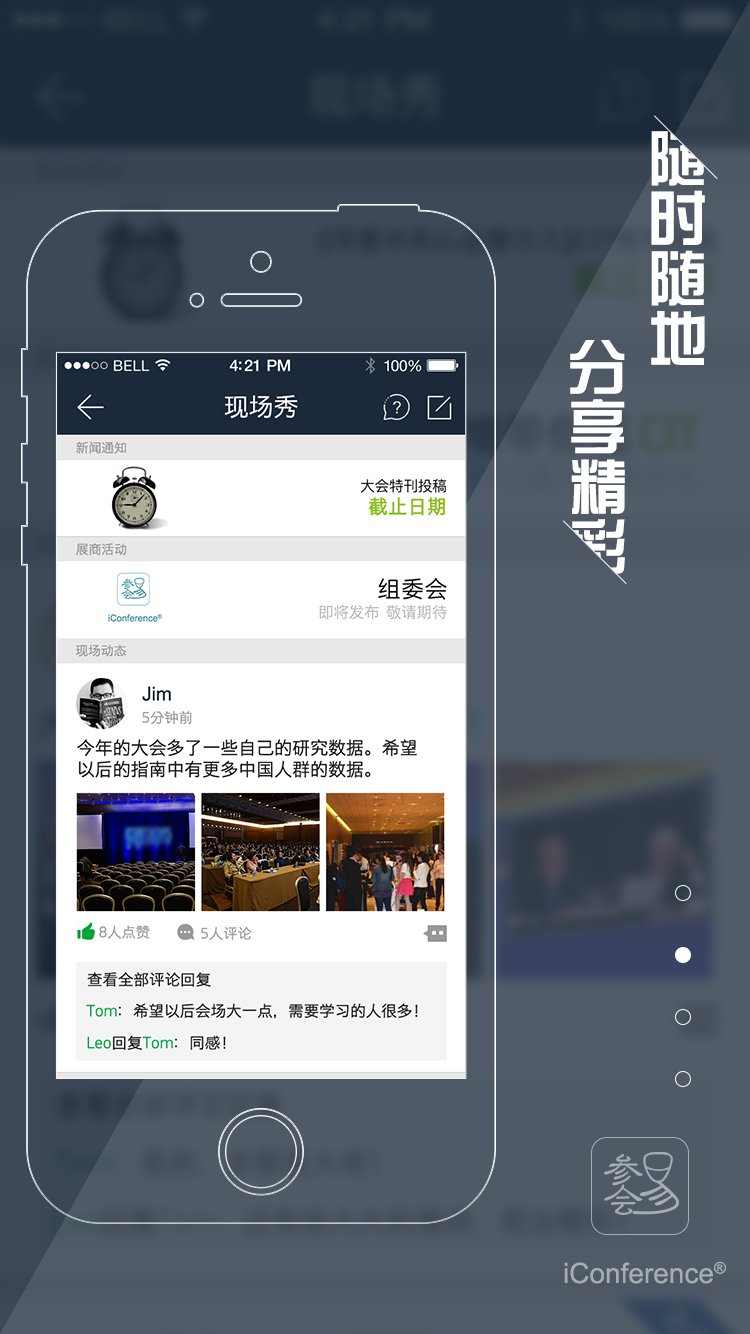 随时随地
分享精彩
BELL
4:21 PM
100%
现场秀
新闻通知
大会特刊投稿
截止日期
展商活动
iConference®
组委会
即将发布 敬请期待
现场动态
Jim
5分钟前
今年的大会多了一些自己的研究数据。希望
以后的指南中有更多中国人群的数据。
8人点赞
5人评论
查看全部评论回复
Tom：希望以后会场大一点，需要学习的人很多！
Leo回复Tom：同感！
参会易
iConference®